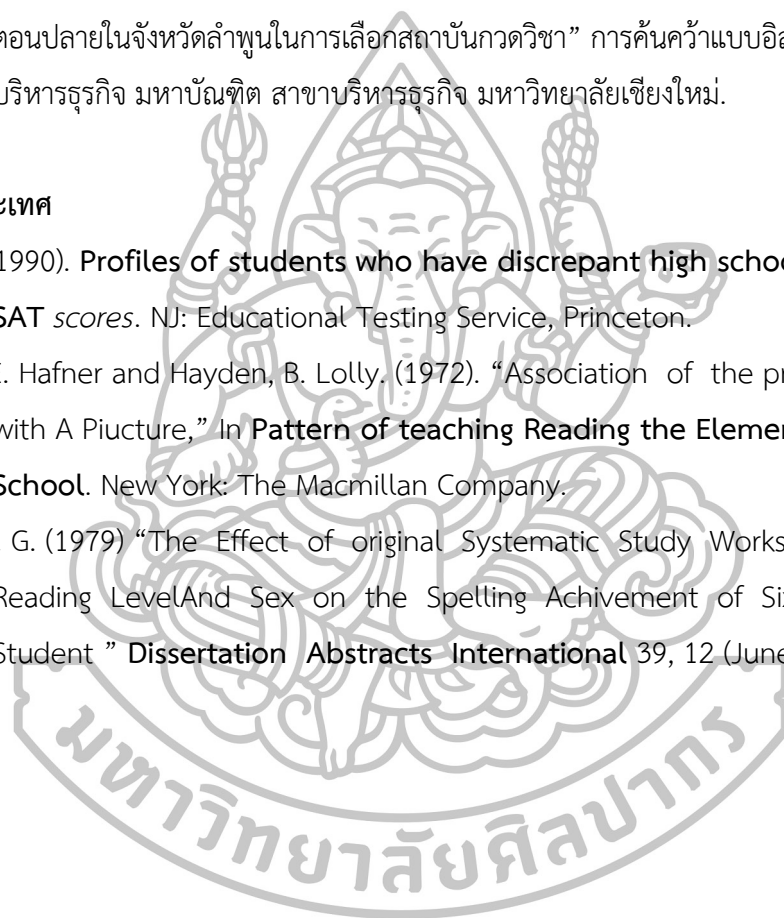 ตอนปลายในจังหวัดลำพูนในการเลือกสถาบันกวดวิชา” การค้นคว้าแบบอิส
บริหารธุรกิจ มหาบัณฑิต สาขาบริหารธุรกิจ มหาวิทยาลัยเชียงใหม่.
ะเทศ
1990). Profiles of students who have discrepant high schoo
SAT scores. NJ: Educational Testing Service, Princeton.
. Hafner and Hayden, B. Lolly. (1972). “Association of the pr
with A Piucture,” In Pattern of teaching Reading the Elemer
School. New York: The Macmillan Company.
. G. (1979) “The Effect of original Systematic Study Works
Reading LevelAnd Sex on the Spelling Achivement of Si
Student ” Dissertation Abstracts International 39, 12 (June
มหาวิทยาลัยศิลปากร